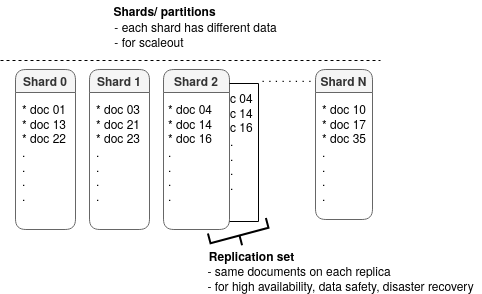 Shards/ partitions
- each shard has different data
- for scaleout
Shard 0
* doc 01
* doc 13
* doc 22
.
.
.
.
Shard 1
* doc 03
* doc 21
* doc 23
.
.
.
.
Shard 2
* doc 04
* doc 14
* doc 16
.
.
.
.
c 04
c 14
c 16
.
.
.
.
Shard N
* doc 10
* doc 17
* doc 35
.
.
.
.
Replication set
- same documents on each replica
- for high availability, data safety, disaster recovery